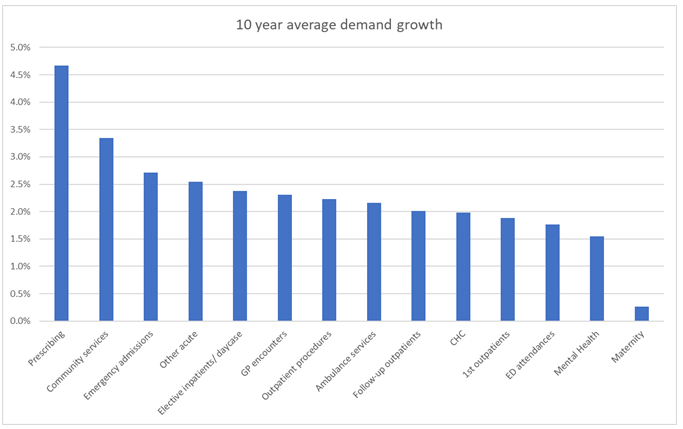 10 year average demand growth
5.0%
4.5%
4.0%
3.5%
3.0%
2.5%
2.0%
1.5%
1.0%
0.5%
0.0%
Prescribing
Community services
Emergency admissions
Other acute
Elective inpatients/ daycase
GP encounters
Outpatient procedures
Ambulance services
Follow-up outpatients
CHC
1st outpatients
ED attendances
Mental Health
Maternity